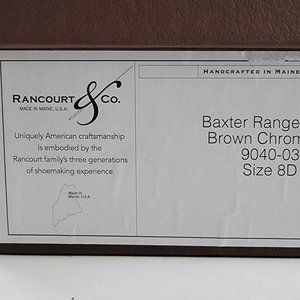 RANCOURT & CO.
MADE IN MAINE, U.S.A.
Uniquely American craftsmanship
is embodied by the
Rancourt family's three generations
of shoemaking experience.
Made in
Maine, U.S.A.
HANDCRAFTED IN MAINE
Baxter Range
Brown Chrom
9040-03
Size 8D